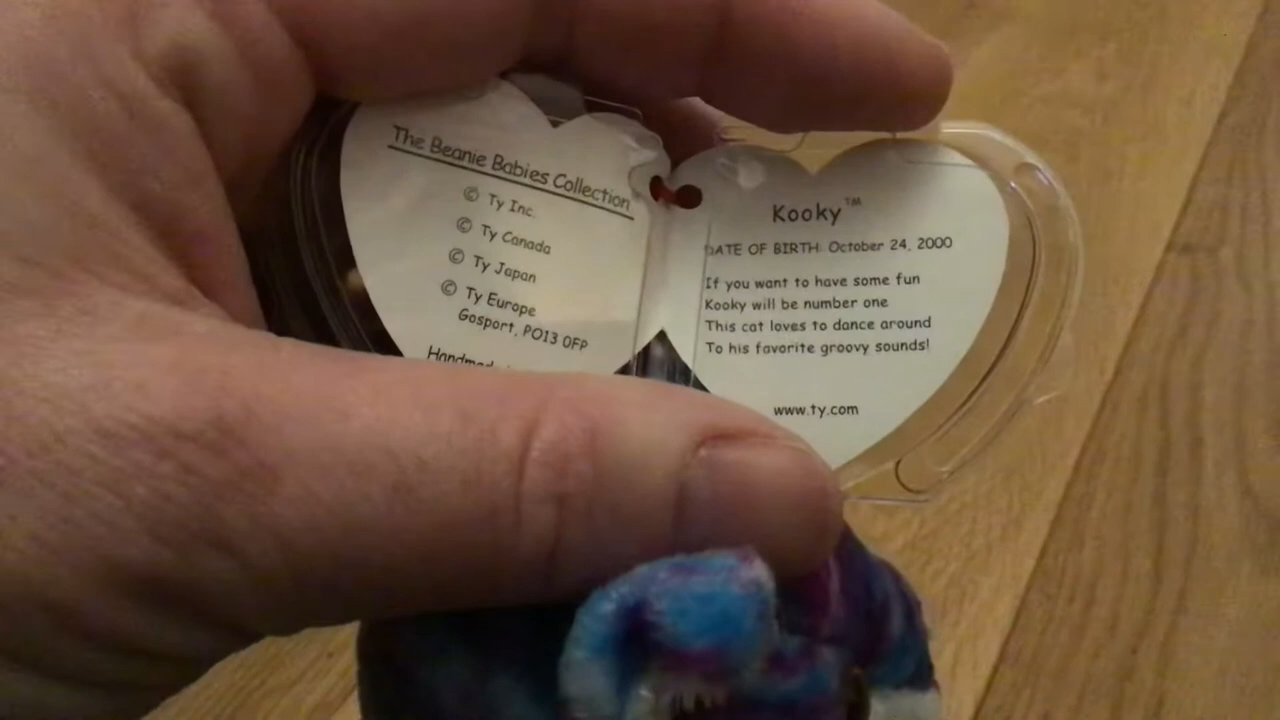 The Beanie Babies Collection
© Ty Inc.
© Ty Canada
© Ty Japan
© Ty Europe
Gosport, PO13 0FP
Kooky™
DATE OF BIRTH: October 24, 2000
If you want to have some fun
Kooky will be number one
This cat loves to dance around
To his favorite groovy sounds!
www.ty.com